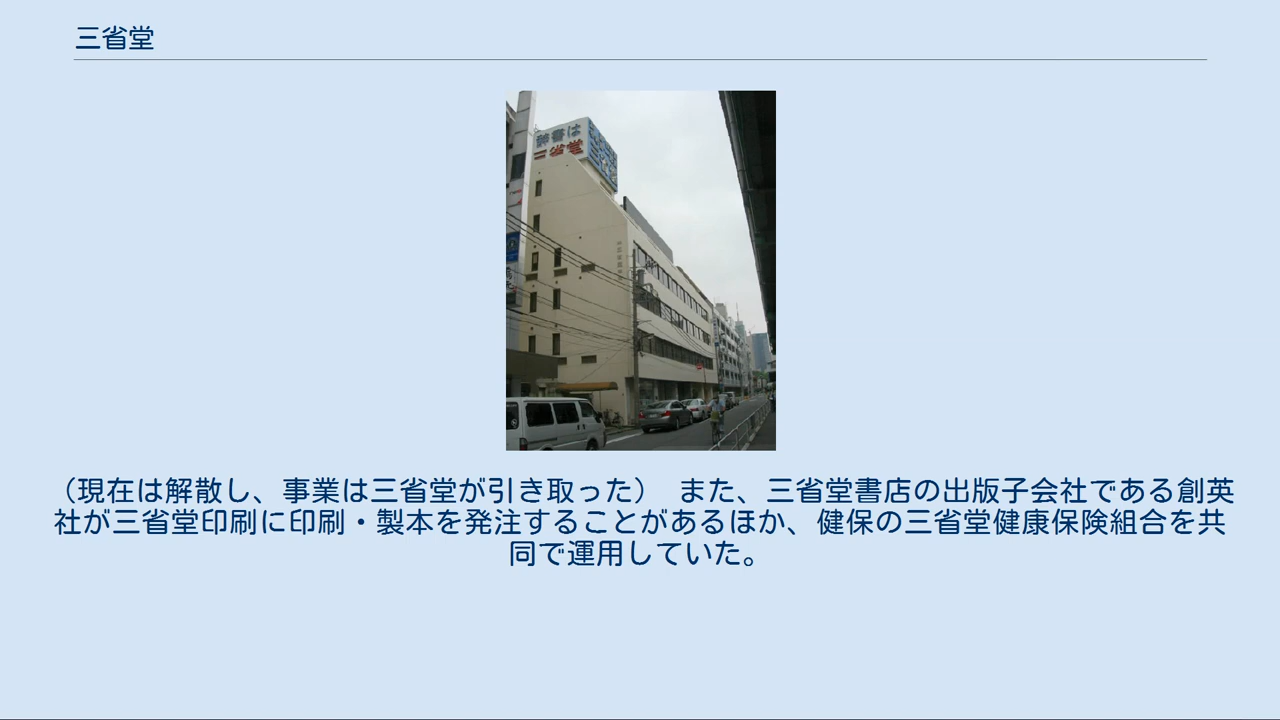 三省堂
辞書は
三省堂
（現在は解散し、事業は三省堂が引き取った）　また、三省堂書店の出版子会社である創英
社が三省堂印刷に印刷・製本を発注することがあるほか、健保の三省堂健康保険組合を共
同で運用していた。